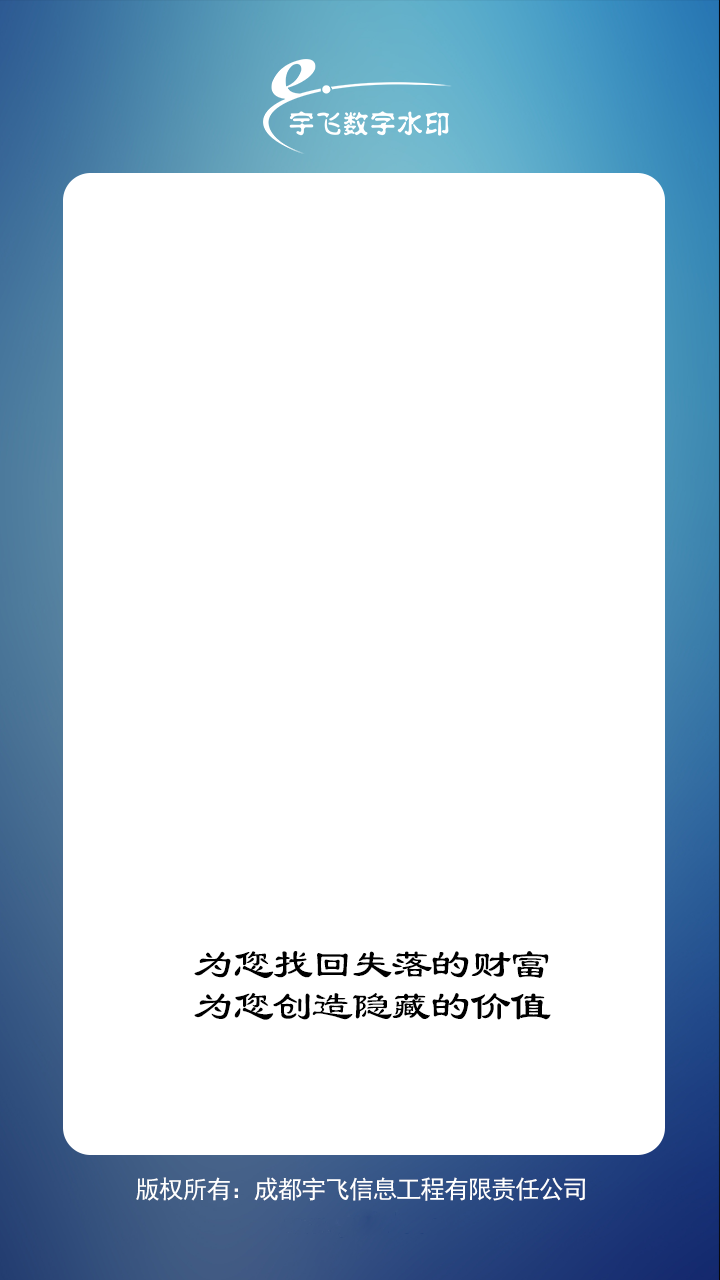 宇飞数字水印
为您找回失落的财富
为您创造隐藏的价值
版权所有：成都宇飞信息工程有限责任公司